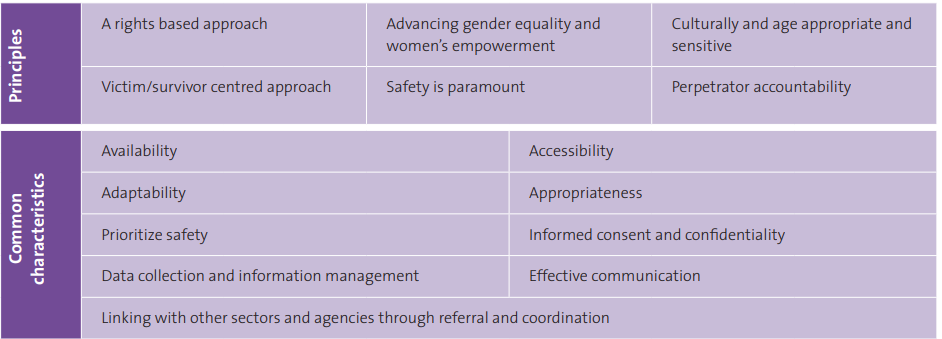 Principles
A rights based approach
Advancing gender equality and
women’s empowerment
Culturally and age appropriate and
sensitive
Victim/survivor centred approach
Safety is paramount
Perpetrator accountability
Common
characteristics
Availability
Accessibility
Adaptability
Appropriateness
Prioritize safety
Informed consent and confidentiality
Data collection and information management
Effective communication
Linking with other sectors and agencies through referral and coordination